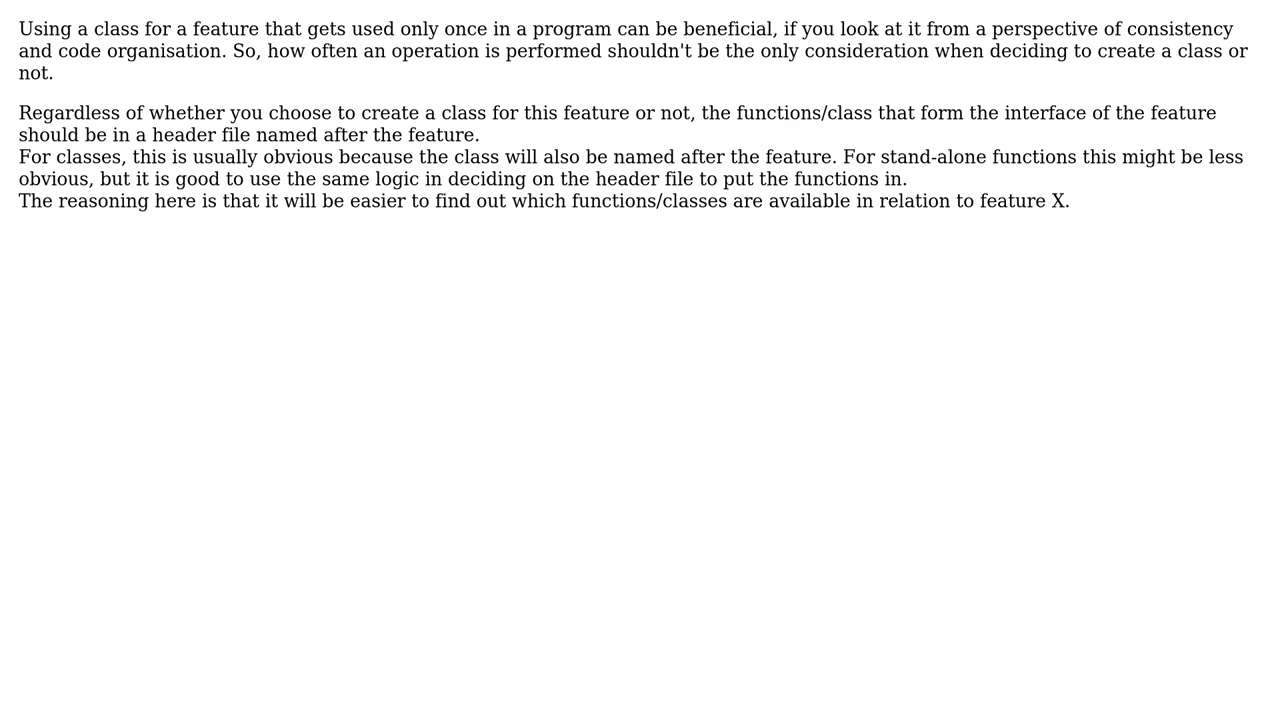 Using a class for a feature that gets used only once in a program can be beneficial, if you look at it from a perspective of consistency
and code organisation. So, how often an operation is performed shouldn't be the only consideration when deciding to create a class or
not.
Regardless of whether you choose to create a class for this feature or not, the functions/class that form the interface of the feature
should be in a header file named after the feature.
For classes, this is usually obvious because the class will also be named after the feature. For stand-alone functions this might be less
obvious, but it is good to use the same logic in deciding on the header file to put the functions in.
The reasoning here is that it will be easier to find out which functions/classes are available in relation to feature X.